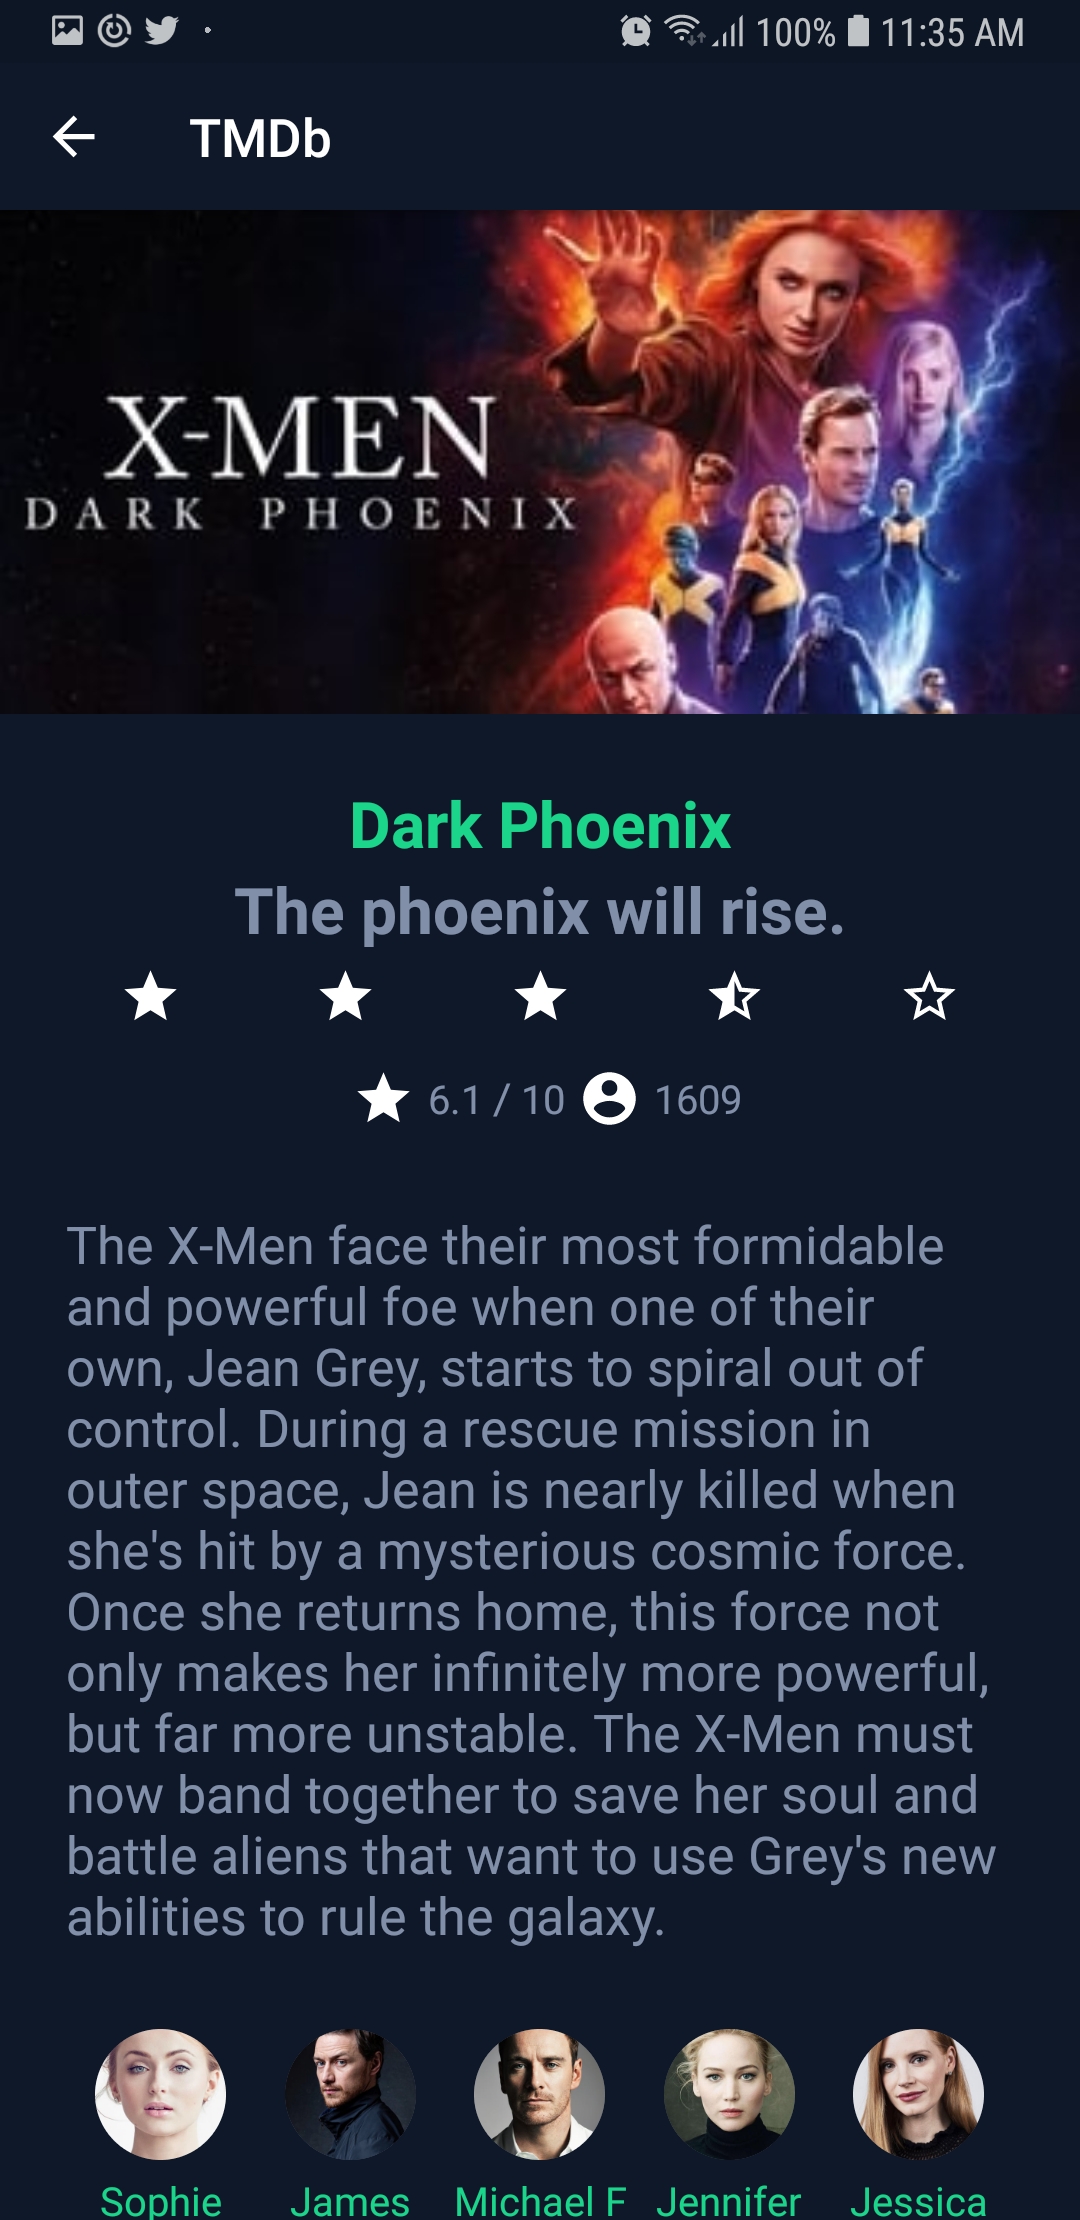 100% 11:35 AM
TMDb
X-MEN
DARK PHOENIX
Dark Phoenix
The phoenix will rise.
6.1 / 10 1609
The X-Men face their most formidable
and powerful foe when one of their
own, Jean Grey, starts to spiral out of
control. During a rescue mission in
outer space, Jean is nearly killed when
she's hit by a mysterious cosmic force.
Once she returns home, this force not
only makes her infinitely more powerful,
but far more unstable. The X-Men must
now band together to save her soul and
battle aliens that want to use Grey's new
abilities to rule the galaxy.
Sophie James Michael F Jennifer Jessica